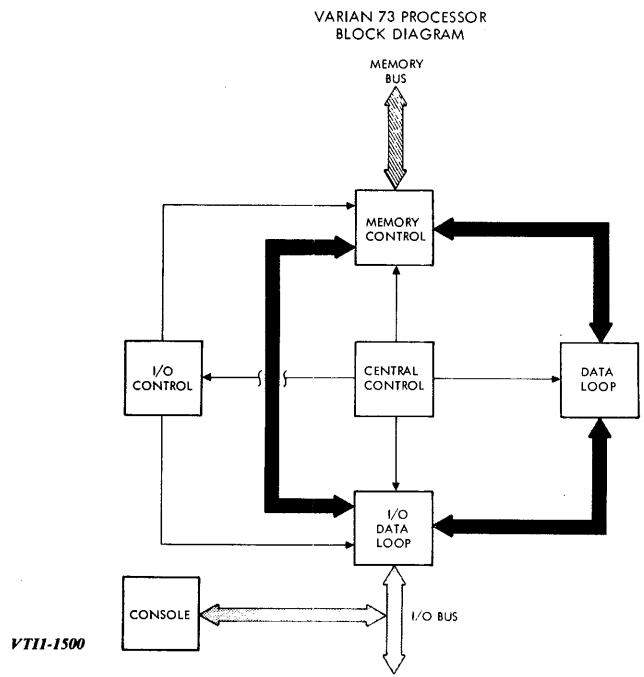 VARIAN 73 PROCESSOR
BLOCK DIAGRAM
MEMORY
BUS
MEMORY
CONTROL
I/O
CONTROL
CENTRAL
CONTROL
DATA
LOOP
I/O
DATA
LOOP
CONSOLE
I/O BUS
VTI1-1500